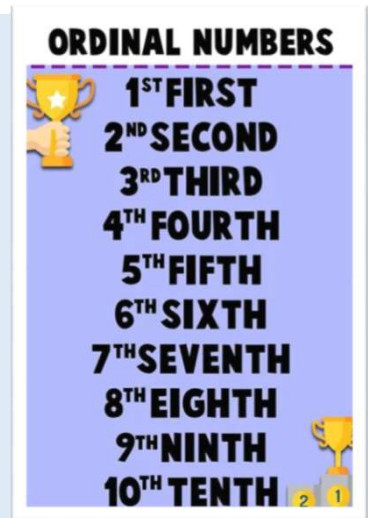 ORDINAL NUMBERS
1ST FIRST
2ND SECOND
3RD THIRD
4TH FOURTH
5TH FIFTH
6TH SIXTH
7TH SEVENTH
8TH EIGHTH
9TH NINTH
10TH TENTH
2 1